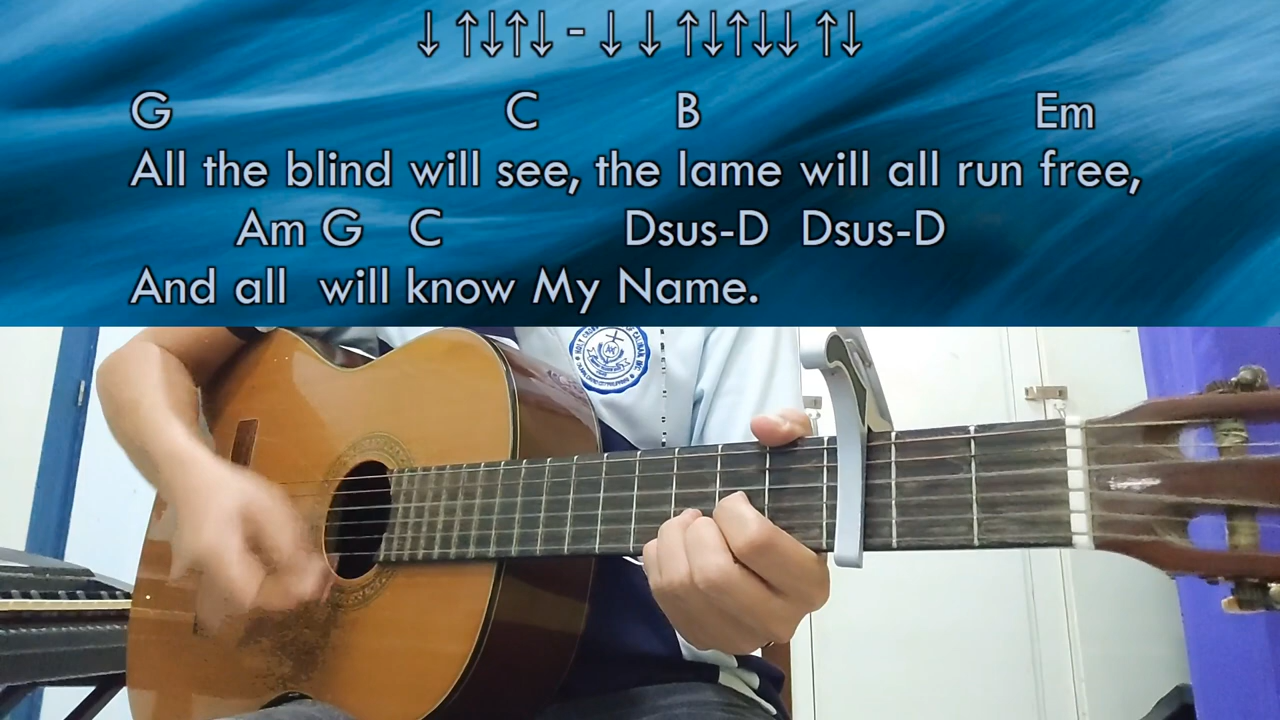 ↓ ↑↓↑↓ - ↓ ↓ ↑↓↑↓↓ ↑↓
G C B Em
All the blind will see, the lame will all run free,
Am G C Dsus-D Dsus-D
And all will know My Name.